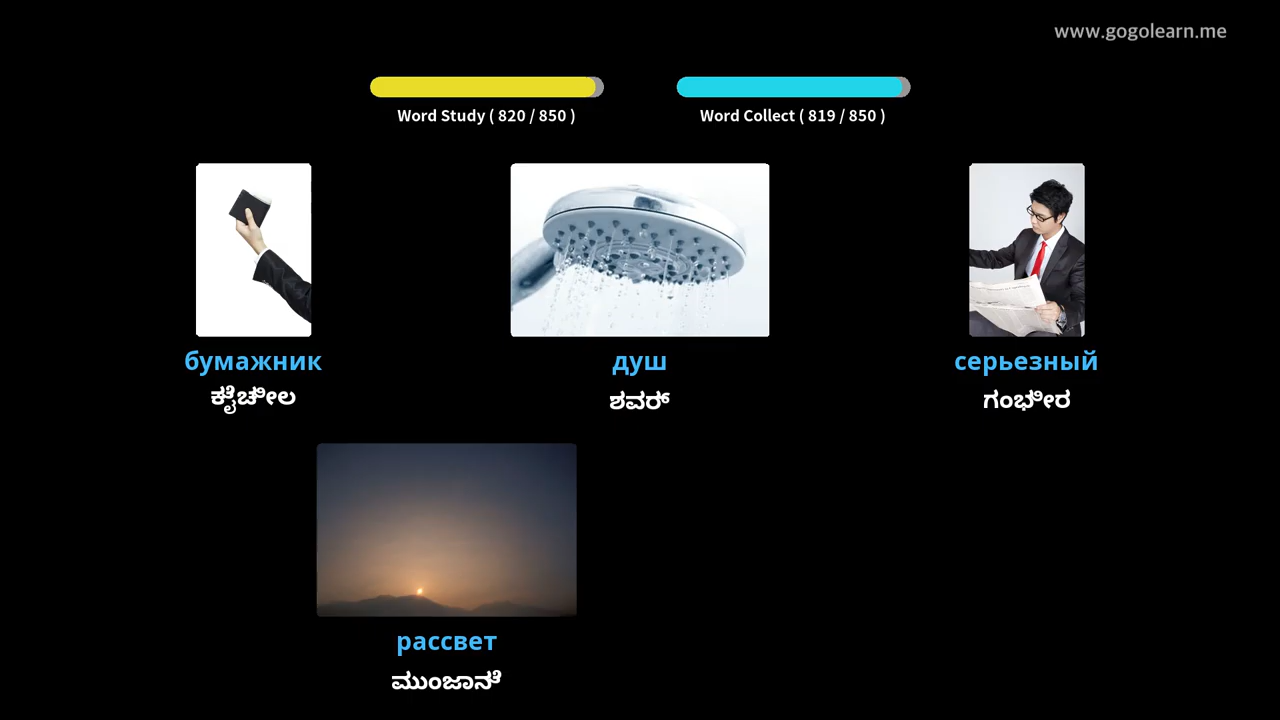 www.gogolearn.me
Word Study ( 820 / 850 )
Word Collect ( 819 / 850 )
бумажник
ಕೈಚೀಲ
душ
ಶವರ್
серьезный
ಗಂಭೀರ
рассвет
ಮುಂಜಾನೆ